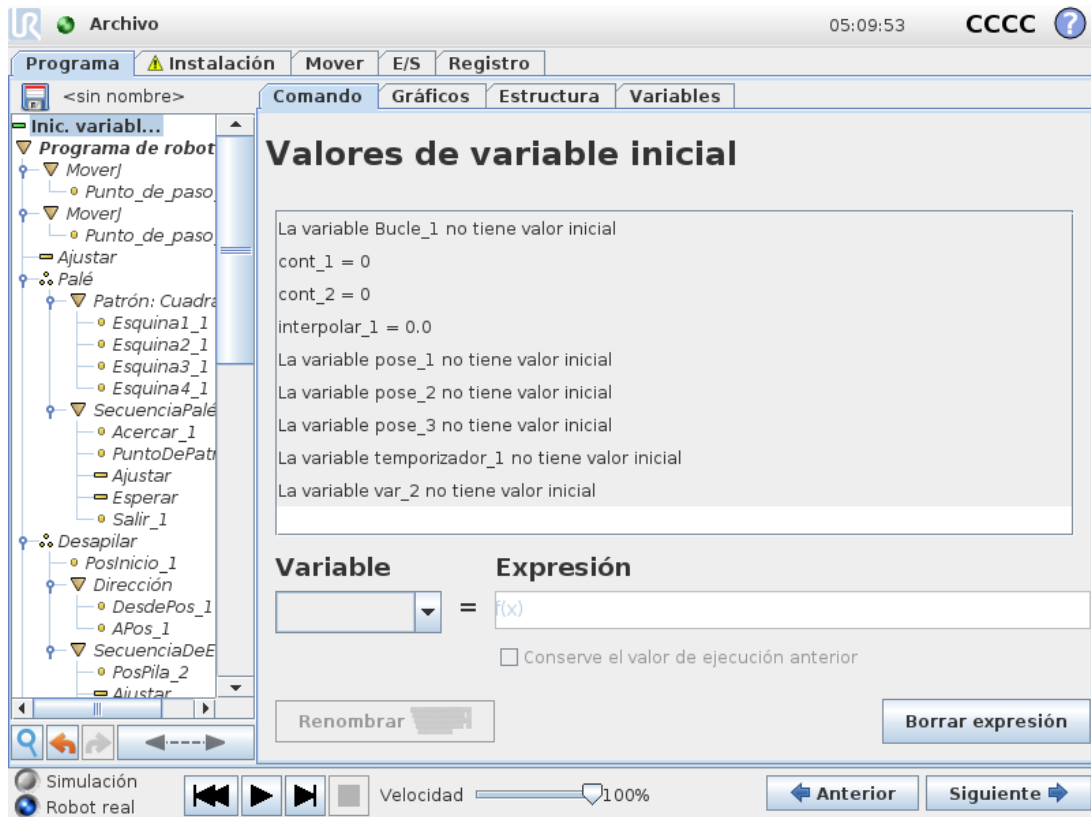 UR Archivo 05:09:53 CCCC ?
Programa Instalación Mover E/S Registro
<sin nombre> Comando Gráficos Estructura Variables
Inic. variabl...
Programa de robot
MoverJ
Punto_de_paso
MoverJ
Punto_de_paso
Ajustar
Palé
Patrón: Cuadra
Esquina1_1
Esquina2_1
Esquina3_1
Esquina4_1
SecuenciaPalé
Acercar_1
PuntoDePatr
Ajustar
Esperar
Salir_1
Desapilar
PosInicio_1
Dirección
DesdePos_1
APos_1
SecuenciaDeE
PosPila_2
Ajustar
Valores de variable inicial
La variable Bucle_1 no tiene valor inicial
cont_1 = 0
cont_2 = 0
interpolar_1 = 0.0
La variable pose_1 no tiene valor inicial
La variable pose_2 no tiene valor inicial
La variable pose_3 no tiene valor inicial
La variable temporizador_1 no tiene valor inicial
La variable var_2 no tiene valor inicial
Variable Expresión
= f(x)
Conserve el valor de ejecución anterior
Renombrar Borrar expresión
Simulación
Robot real
Velocidad 100% Anterior Siguiente